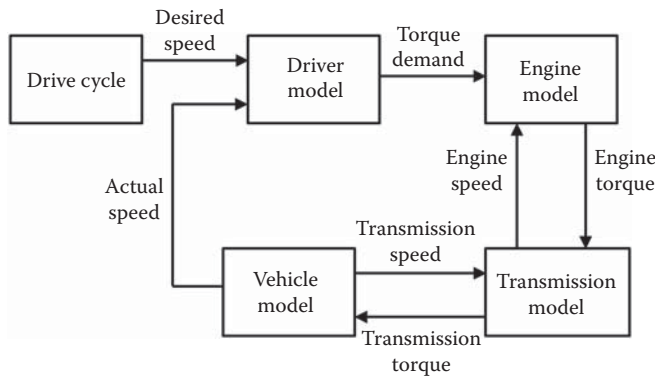 Desired
speed
Torque
demand
Drive cycle
Driver
model
Engine
model
Actual
speed
Engine
speed
Engine
torque
Transmission
speed
Vehicle
model
Transmission
model
Transmission
torque